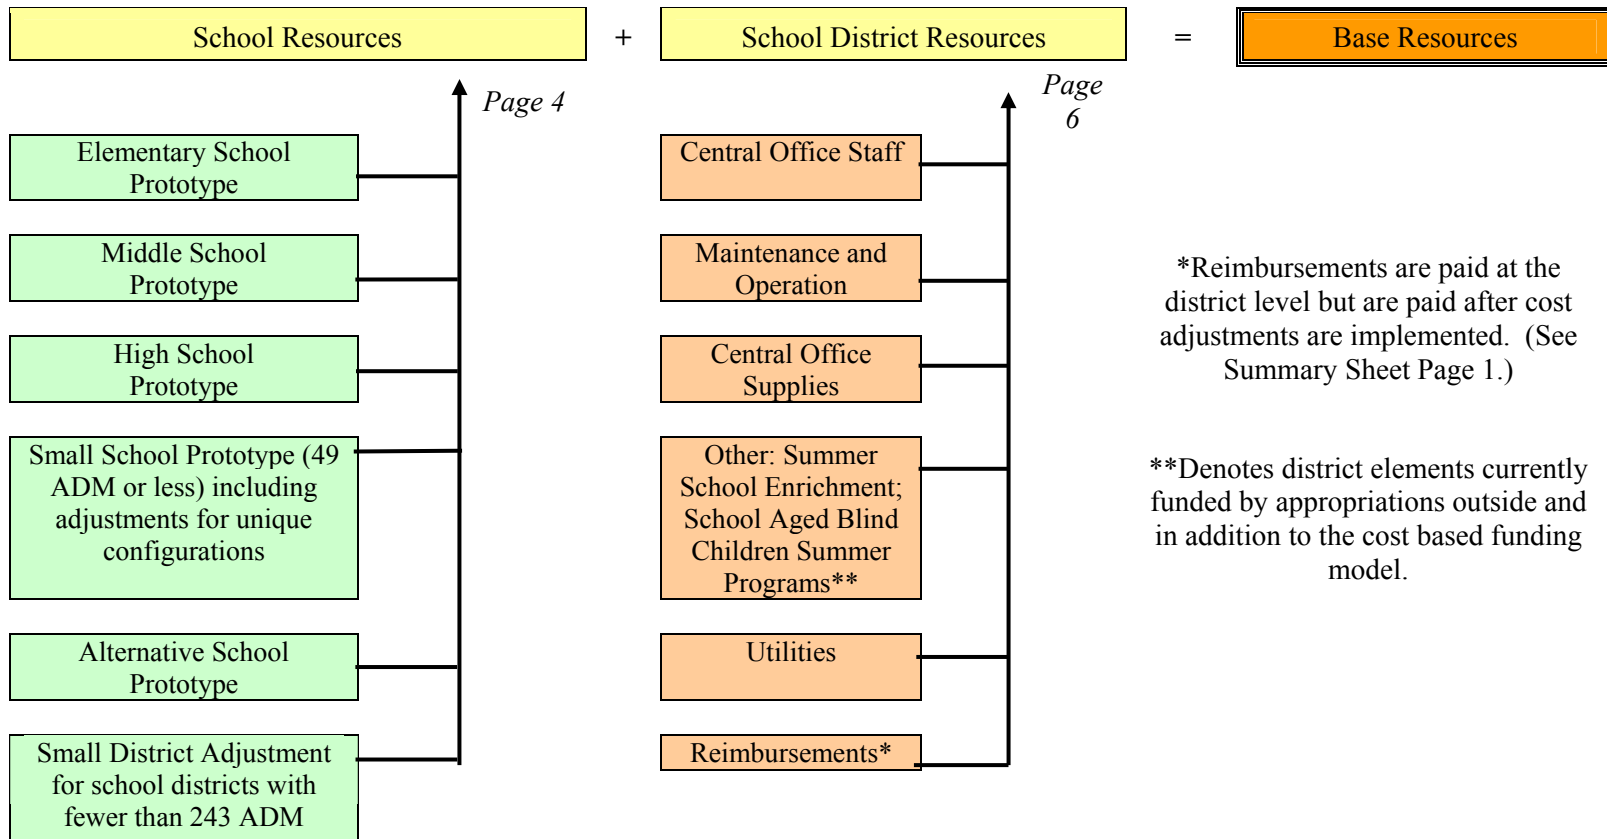 School Resources
+
School District Resources
=
Base Resources
Page 4
Page
6
Elementary School
Prototype
Middle School
Prototype
High School
Prototype
Small School Prototype (49
ADM or less) including
adjustments for unique
configurations
Alternative School
Prototype
Small District Adjustment
for school districts with
fewer than 243 ADM
Central Office Staff
Maintenance and
Operation
Central Office
Supplies
Other: Summer
School Enrichment;
School Aged Blind
Children Summer
Programs**
Utilities
Reimbursements*
*Reimbursements are paid at the
district level but are paid after cost
adjustments are implemented. (See
Summary Sheet Page 1.)
**Denotes district elements currently
funded by appropriations outside and
in addition to the cost based funding
model.